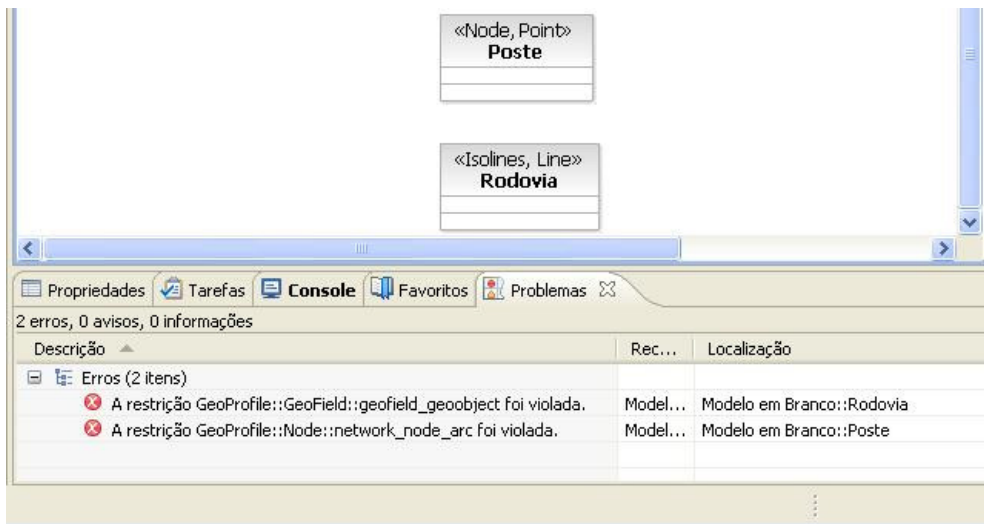 «Node, Point»
Poste
«Isolines, Line»
Rodovia
Propriedades Tarefas Console Favoritos Problemas
2 erros, 0 avisos, 0 informações
Descrição Rec... Localização
Erros (2 itens)
A restrição GeoProfile::GeoField::geofield_geoobject foi violada. Model... Modelo em Branco::Rodovia
A restrição GeoProfile::Node::network_node_arc foi violada. Model... Modelo em Branco::Poste